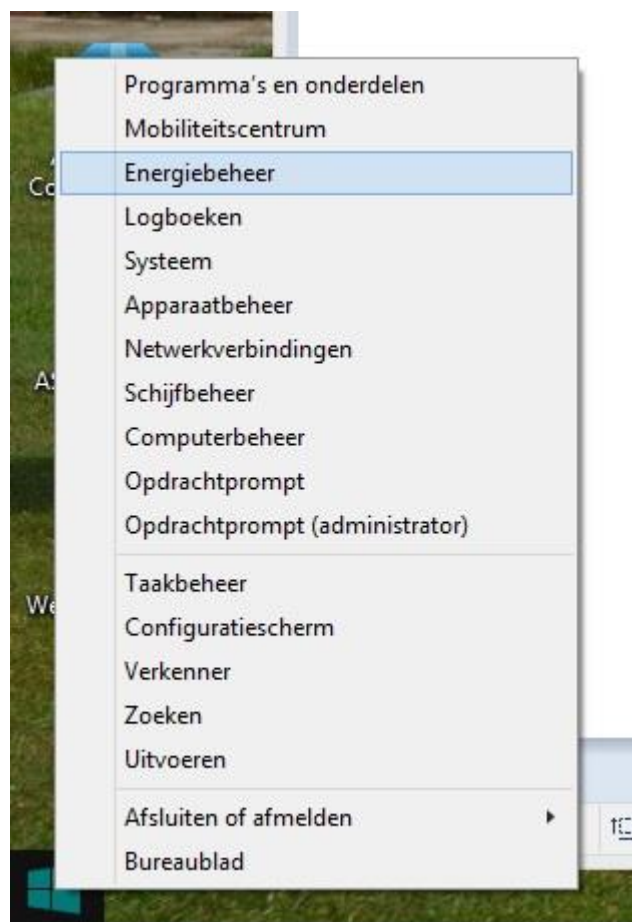 Programma's en onderdelen
Mobiliteitscentrum
Energiebeheer
Logboeken
Systeem
Apparaatbeheer
Netwerkverbindingen
Schijfbeheer
Computerbeheer
Opdrachtprompt
Opdrachtprompt (administrator)
Taakbeheer
Configuratiescherm
Verkenner
Zoeken
Uitvoeren
Afsluiten of afmelden
Bureaublad